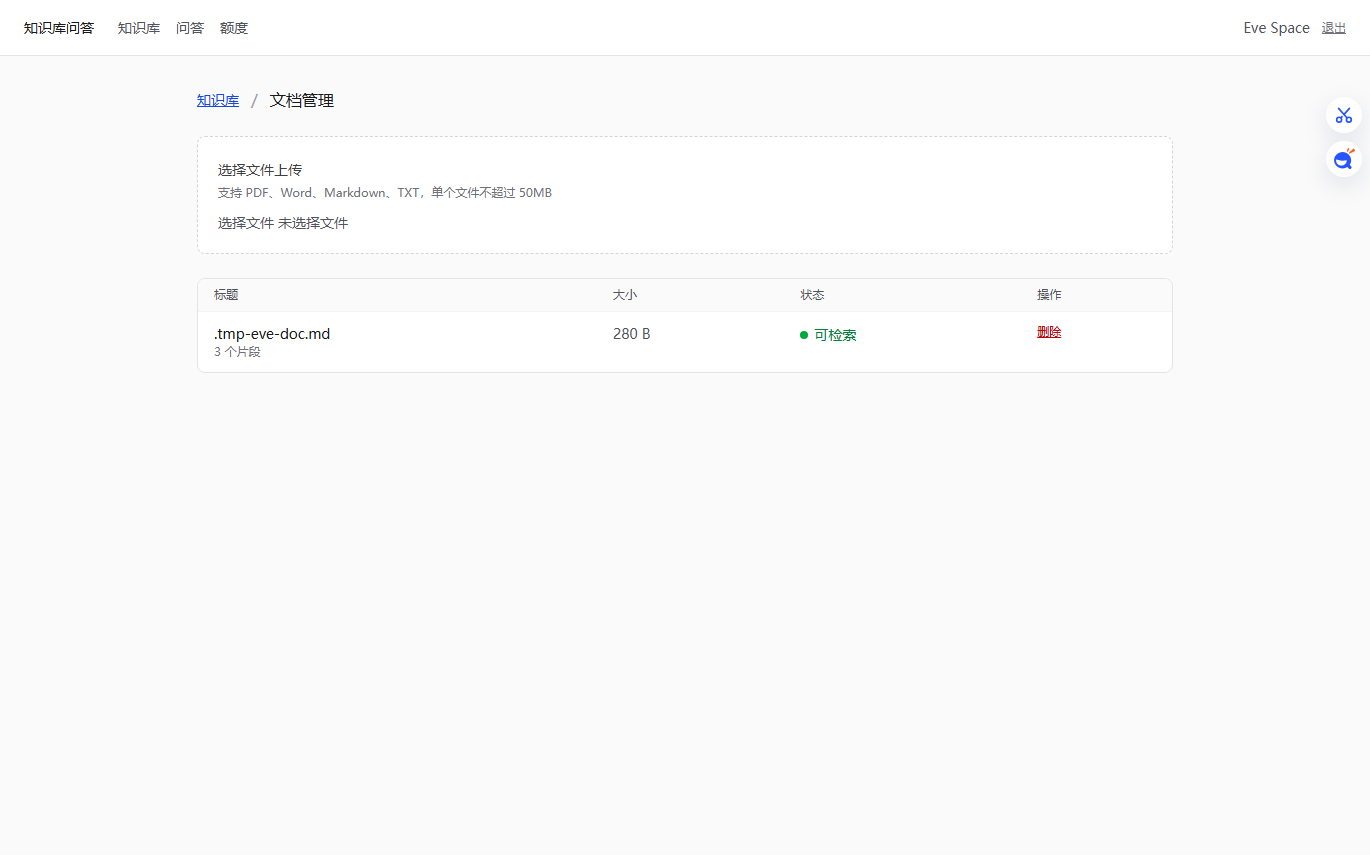 知识库问答 知识库 问答 额度 Eve Space 退出
知识库 / 文档管理
选择文件上传
支持 PDF、Word、Markdown、TXT，单个文件不超过 50MB
选择文件 未选择文件
标题 大小 状态 操作
.tmp-eve-doc.md 280 B 可检索 删除
3 个片段